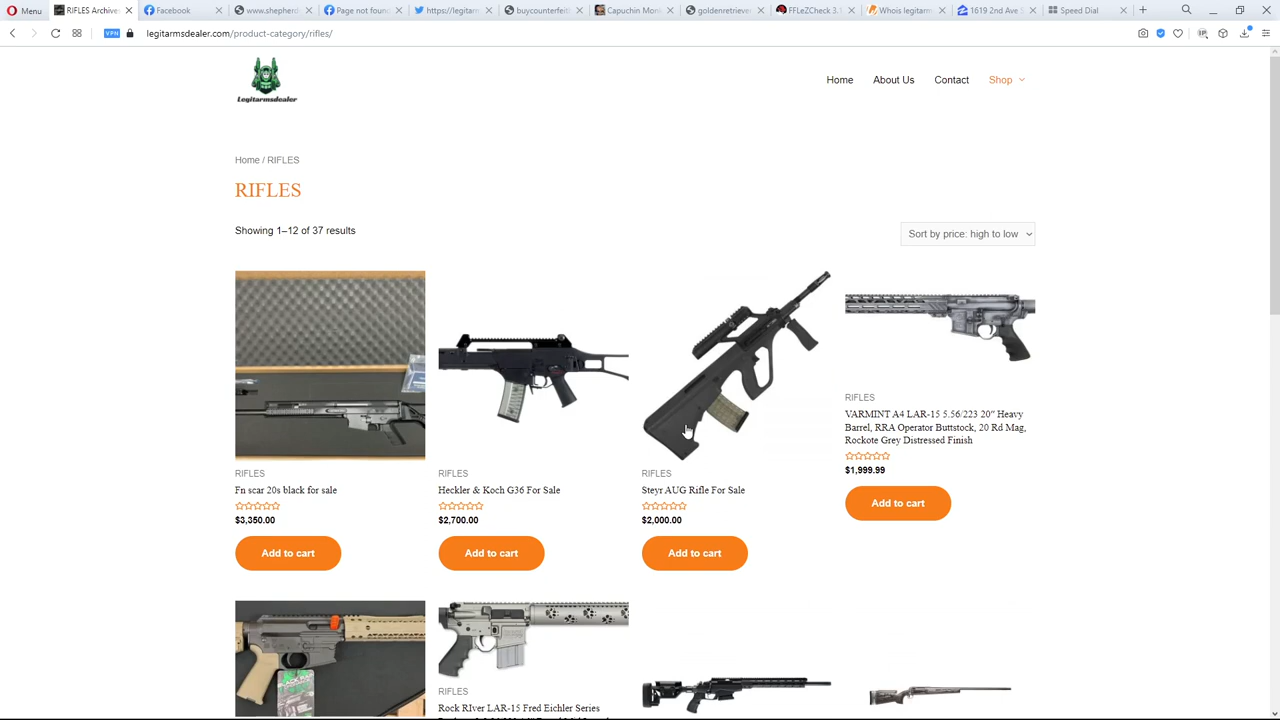 Menu
RIFLES Archive
Facebook
www.shepherd
Page not foun
https://legitarm
buycounterfeiti
Capuchin Mon
goldenretriever
FFLeZCheck 3.
Whois legitarm
1619 2nd Ave S
Speed Dial
VPN
legitarmsdealer.com/product-category/rifles/
Legitarmsdealer
Home
About Us
Contact
Shop
Home / RIFLES
RIFLES
Showing 1–12 of 37 results
Sort by price: high to low
RIFLES
VARMINT A4 LAR-15 5.56/223 20″ Heavy
Barrel, RRA Operator Buttstock, 20 Rd Mag,
Rockote Grey Distressed Finish
$1,999.99
Add to cart
RIFLES
Fn scar 20s black for sale
$3,350.00
Add to cart
RIFLES
Heckler & Koch G36 For Sale
$2,700.00
Add to cart
RIFLES
Steyr AUG Rifle For Sale
$2,000.00
Add to cart
RIFLES
Rock RIver LAR-15 Fred Eichler Series